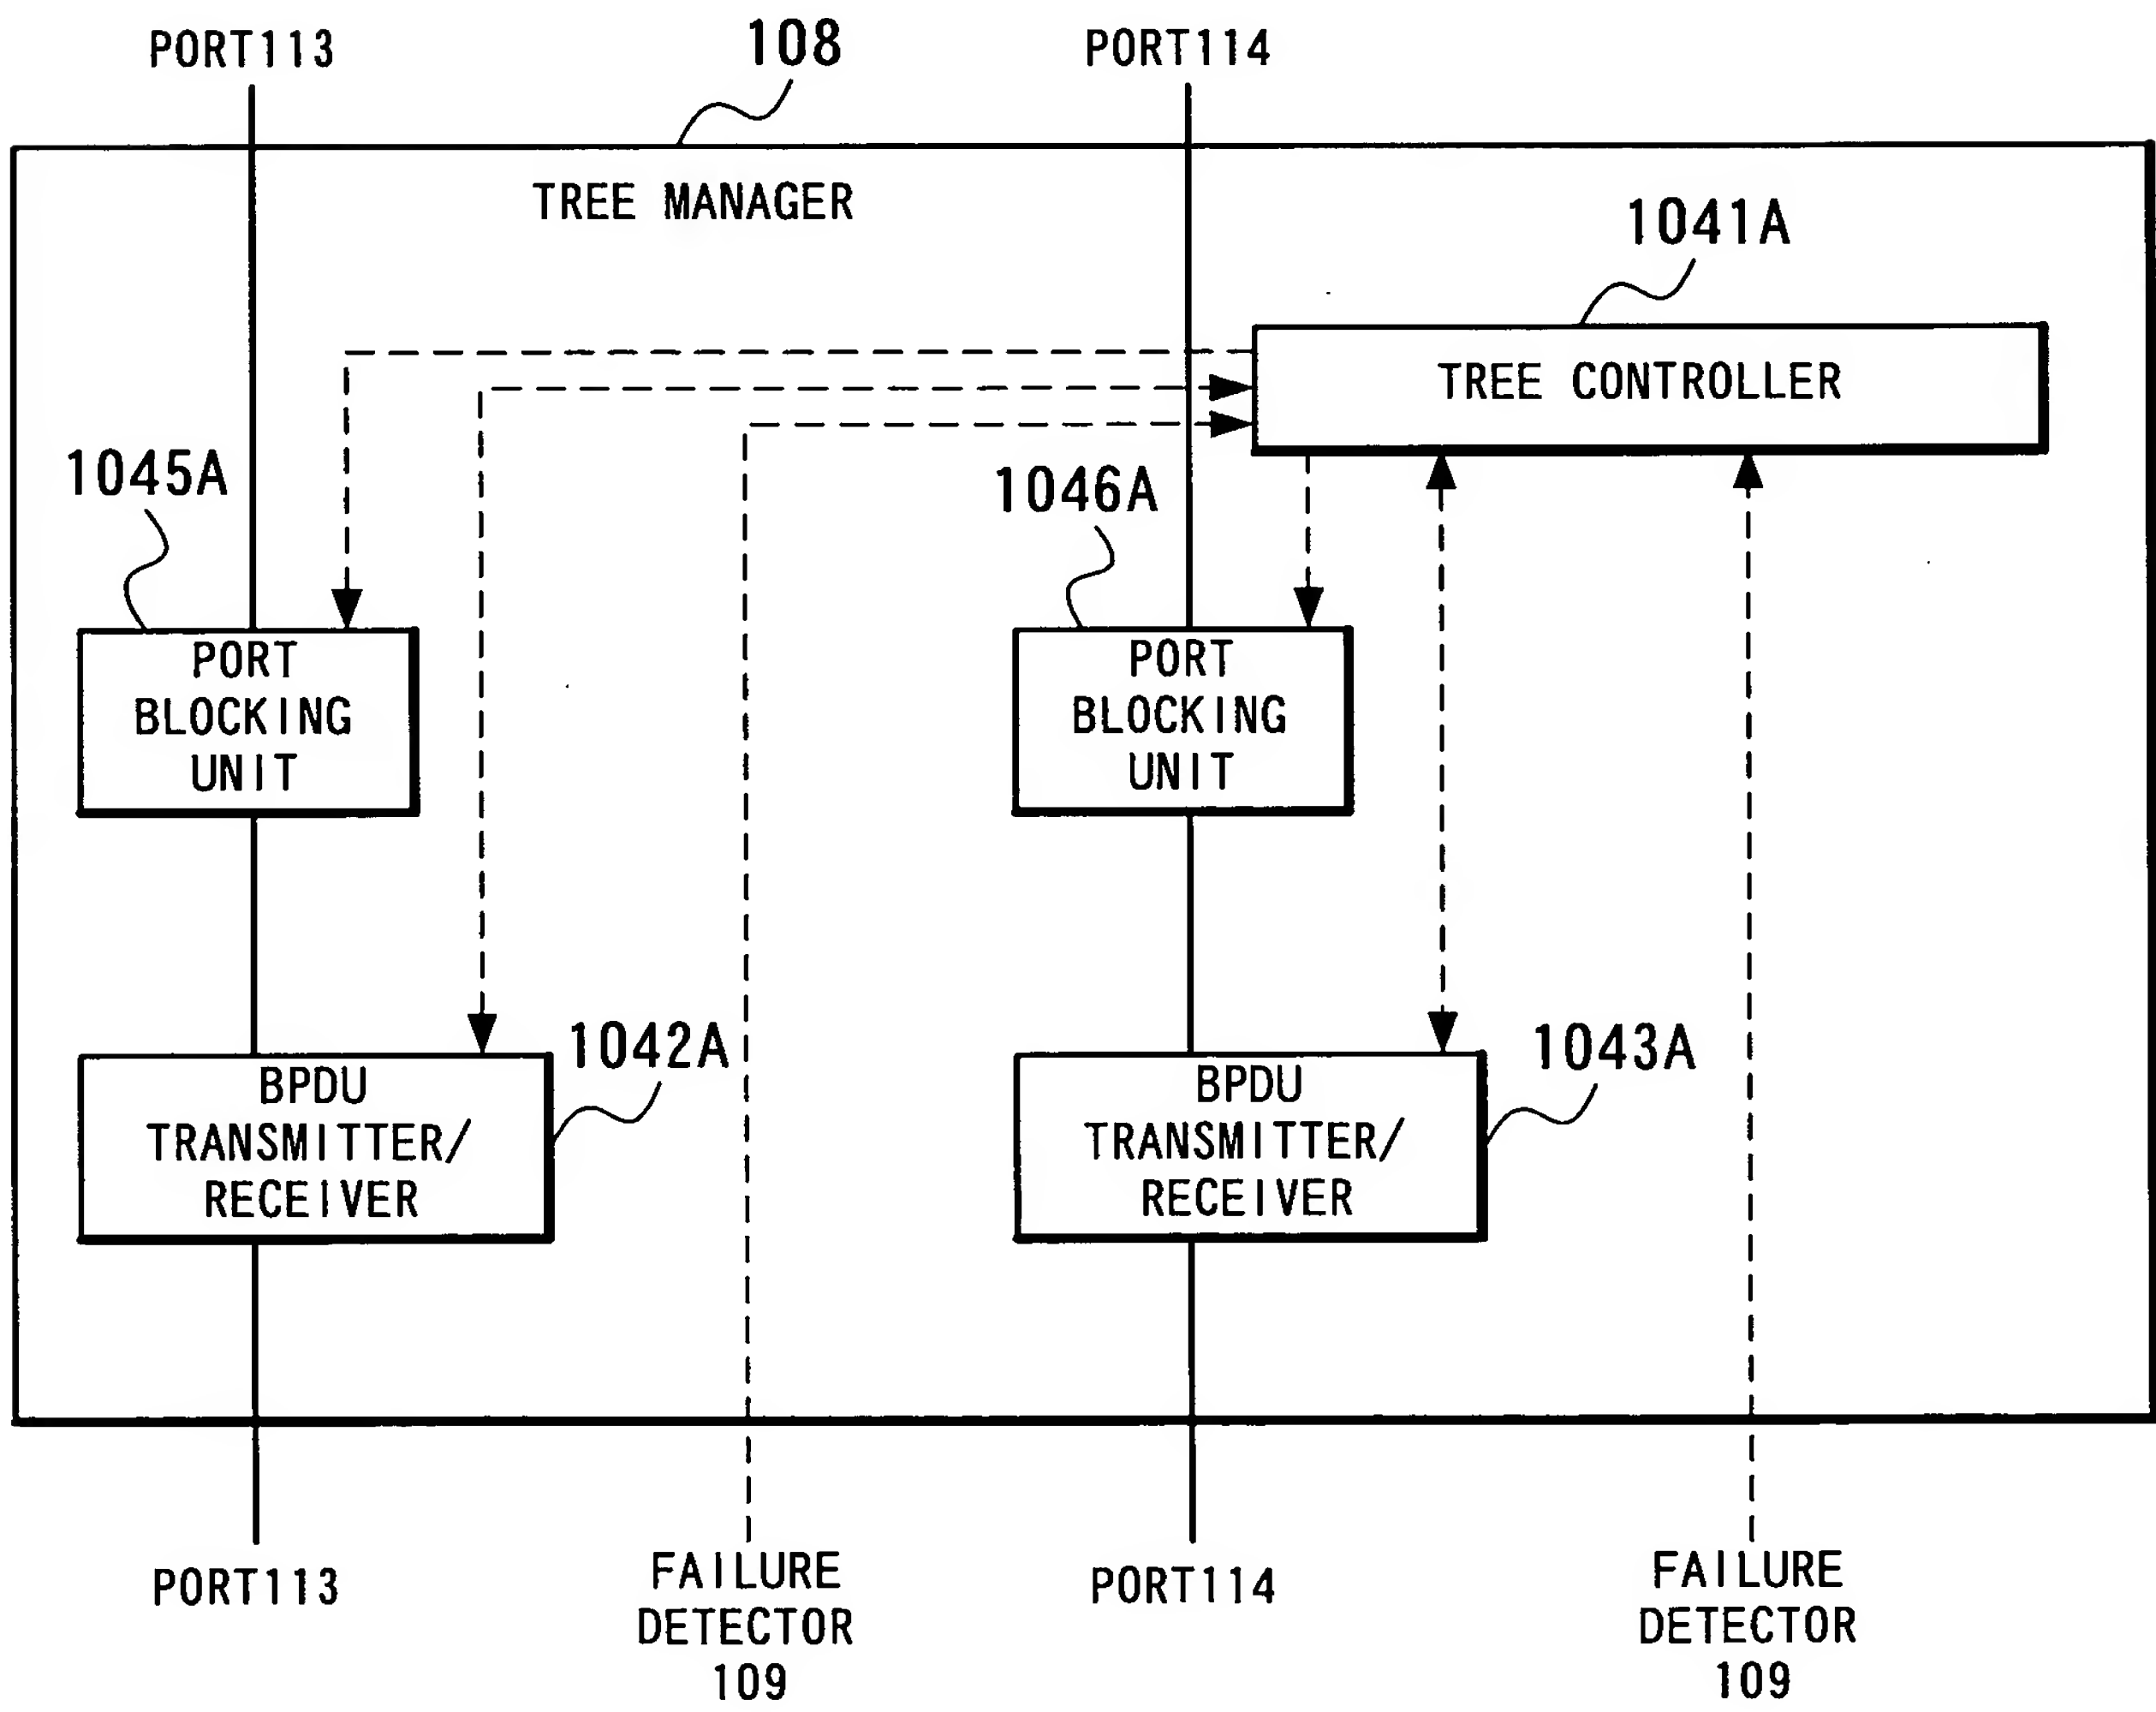 PORT113
108
PORT114
TREE MANAGER
1041A
TREE CONTROLLER
1045A
1046A
PORT
BLOCKING
UNIT
PORT
BLOCKING
UNIT
1042A
1043A
BPDU
TRANSMITTER/
RECEIVER
BPDU
TRANSMITTER/
RECEIVER
PORT113
FAILURE
DETECTOR
109
PORT114
FAILURE
DETECTOR
109